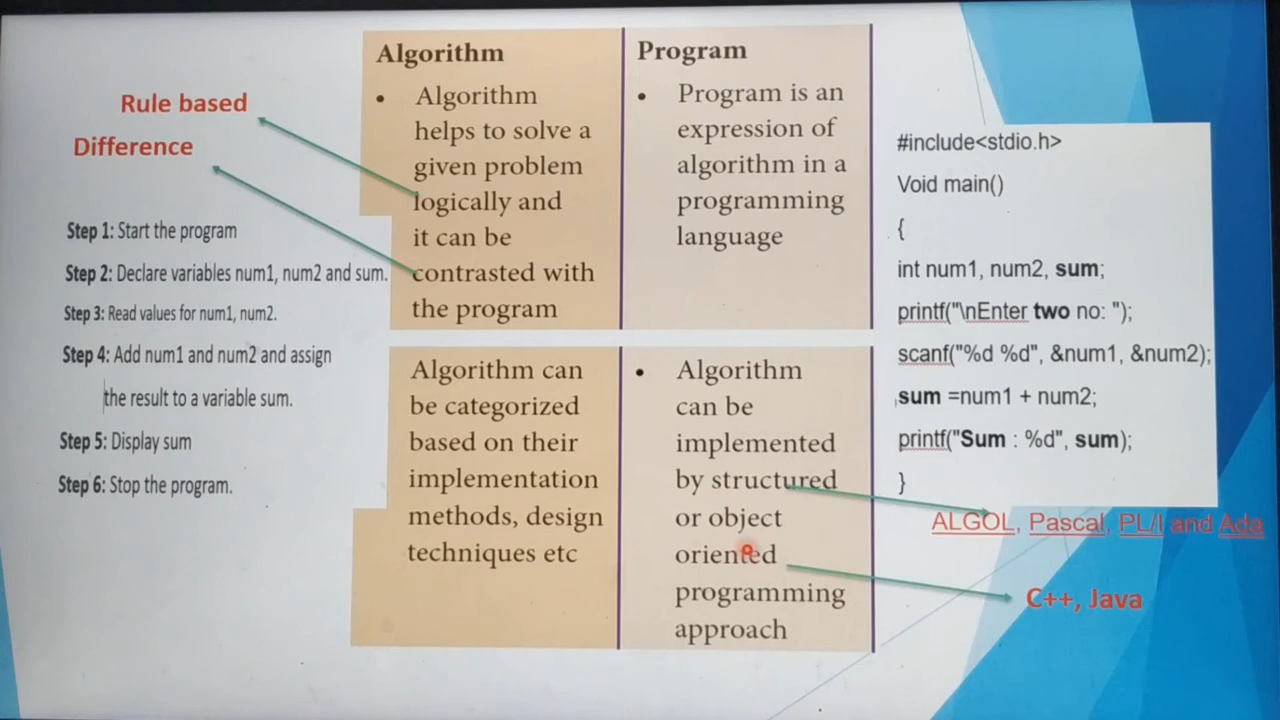 Rule based
Difference
Step 1: Start the program
Step 2: Declare variables num1, num2 and sum.
Step 3: Read values for num1, num2.
Step 4: Add num1 and num2 and assign
the result to a variable sum.
Step 5: Display sum
Step 6: Stop the program.
Algorithm
• Algorithm
helps to solve a
given problem
logically and
it can be
contrasted with
the program
Program
• Program is an
expression of
algorithm in a
programming
language
Algorithm can
be categorized
based on their
implementation
methods, design
techniques etc
• Algorithm
can be
implemented
by structured
or object
oriented
programming
approach
#include<stdio.h>
Void main()
{
int num1, num2, sum;
printf("\nEnter two no: ");
scanf("%d %d", &num1, &num2);
sum =num1 + num2;
printf("Sum : %d", sum);
}
ALGOL, Pascal, PL/I and Ada
C++, Java